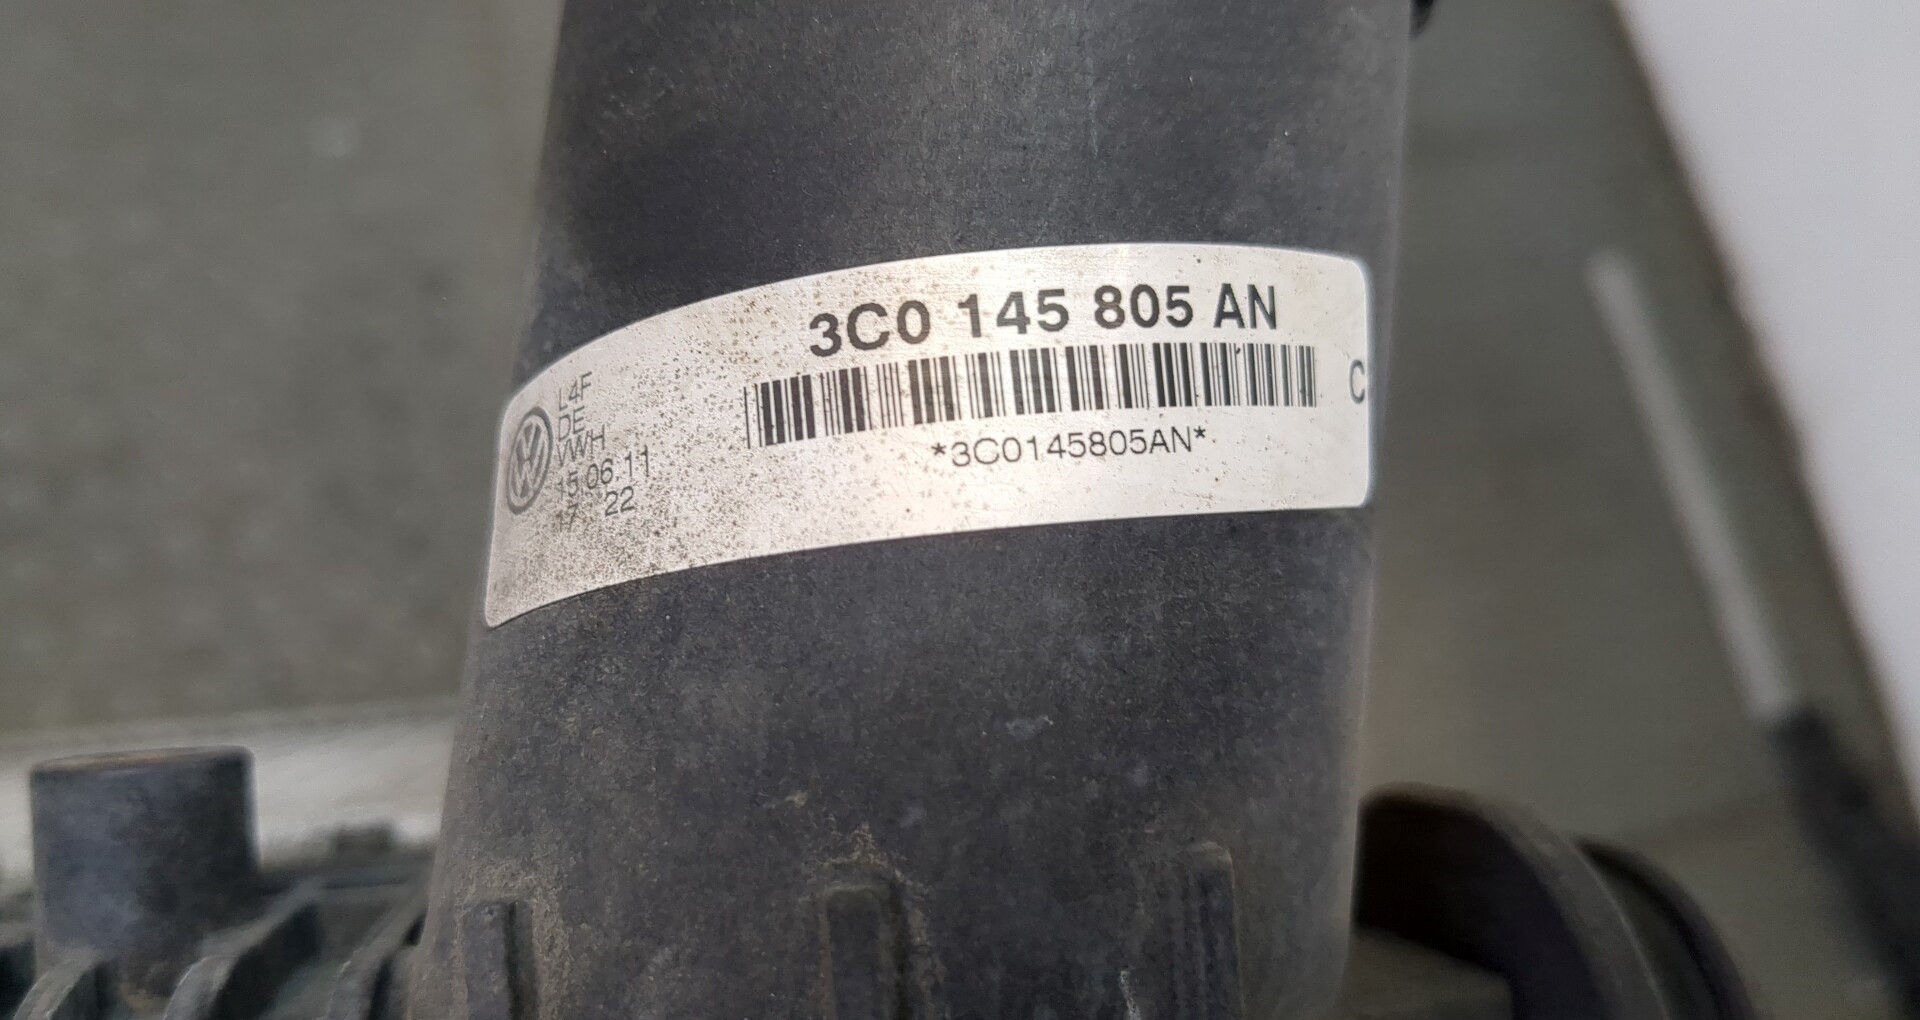 3C0 145 805 AN
*3C0145805AN*
L4F
DE
VWH
15.06.11
17 22
C